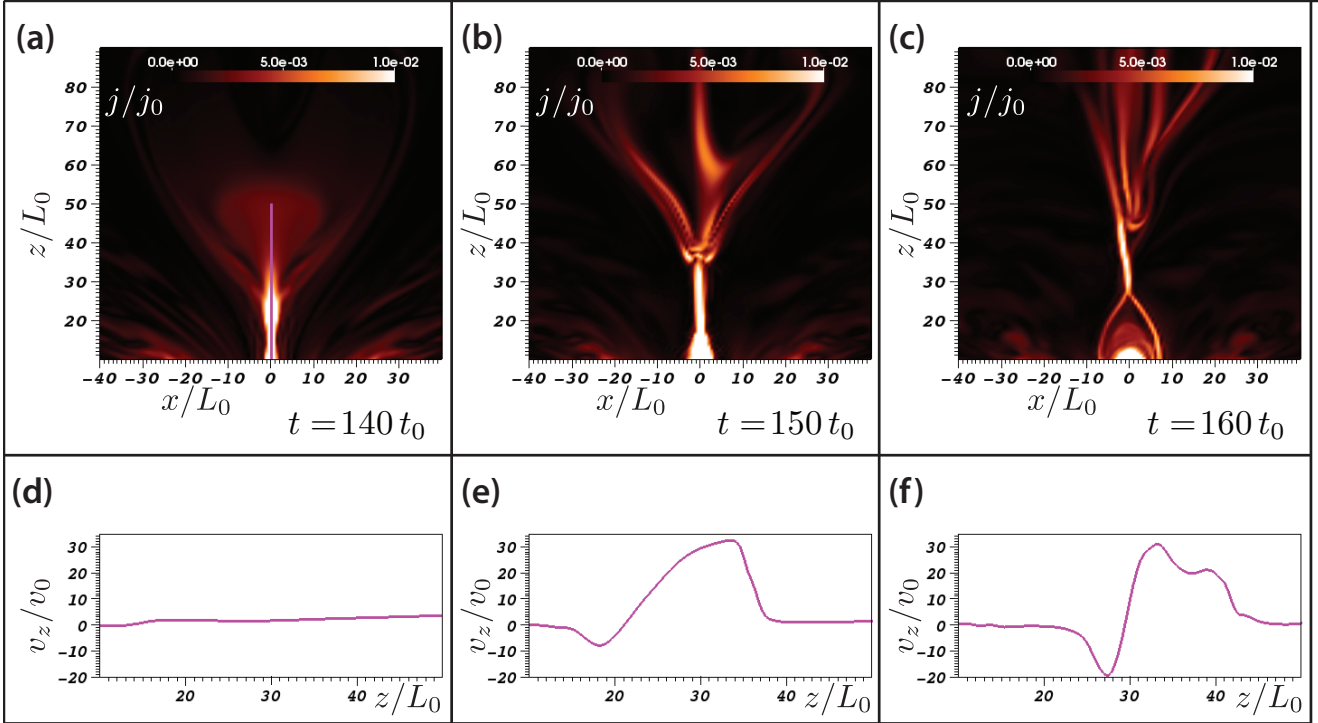 (a)
0.0e+00 5.0e-03 1.0e-02
j/j₀
80
70
60
50
40
30
20
z/L₀
−40 −30 −20 −10 0 10 20 30
x/L₀
t = 140 t₀
(b)
0.0e+00 5.0e-03 1.0e-02
j/j₀
80
70
60
50
40
30
20
z/L₀
−40 −30 −20 −10 0 10 20 30
x/L₀
t = 150 t₀
(c)
0.0e+00 5.0e-03 1.0e-02
j/j₀
80
70
60
50
40
30
20
z/L₀
−40 −30 −20 −10 0 10 20 30
x/L₀
t = 160 t₀
(d)
30
20
10
0
−10
−20
v_z/v₀
20 30 40 z/L₀
(e)
30
20
10
0
−10
−20
v_z/v₀
20 30 40 z/L₀
(f)
30
20
10
0
−10
−20
v_z/v₀
20 30 40 z/L₀